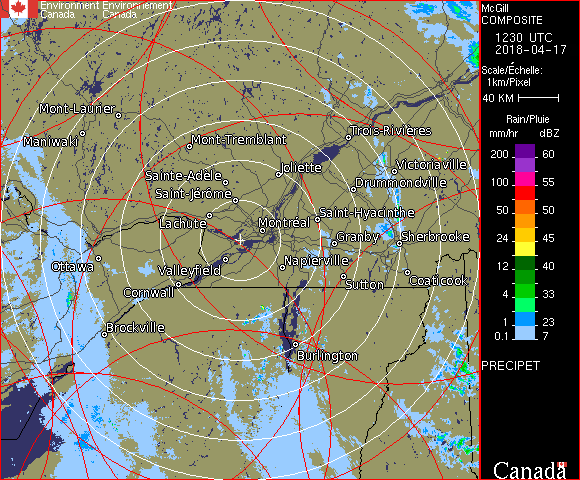 Environment Environnement
Canada Canada
McGill
COMPOSITE
1230 UTC
2018-04-17
Scale/Échelle:
1km/Pixel
40 KM
Rain/Pluie
mm/hr dBZ
200 60
150 57
100 55
50 50
24 45
12 40
4 33
1 23
0.1 7
PRECIPET
Canada
Mont-Laurier
Maniwaki
Mont-Tremblant
Trois-Rivières
Victoriaville
Drummondville
Joliette
Sainte-Adèle
Saint-Jérôme
Lachute
Montréal
Saint-Hyacinthe
Granby
Sherbrooke
Ottawa
Valleyfield
Napierville
Cornwall
Sutton
Coaticook
Brockville
Burlington